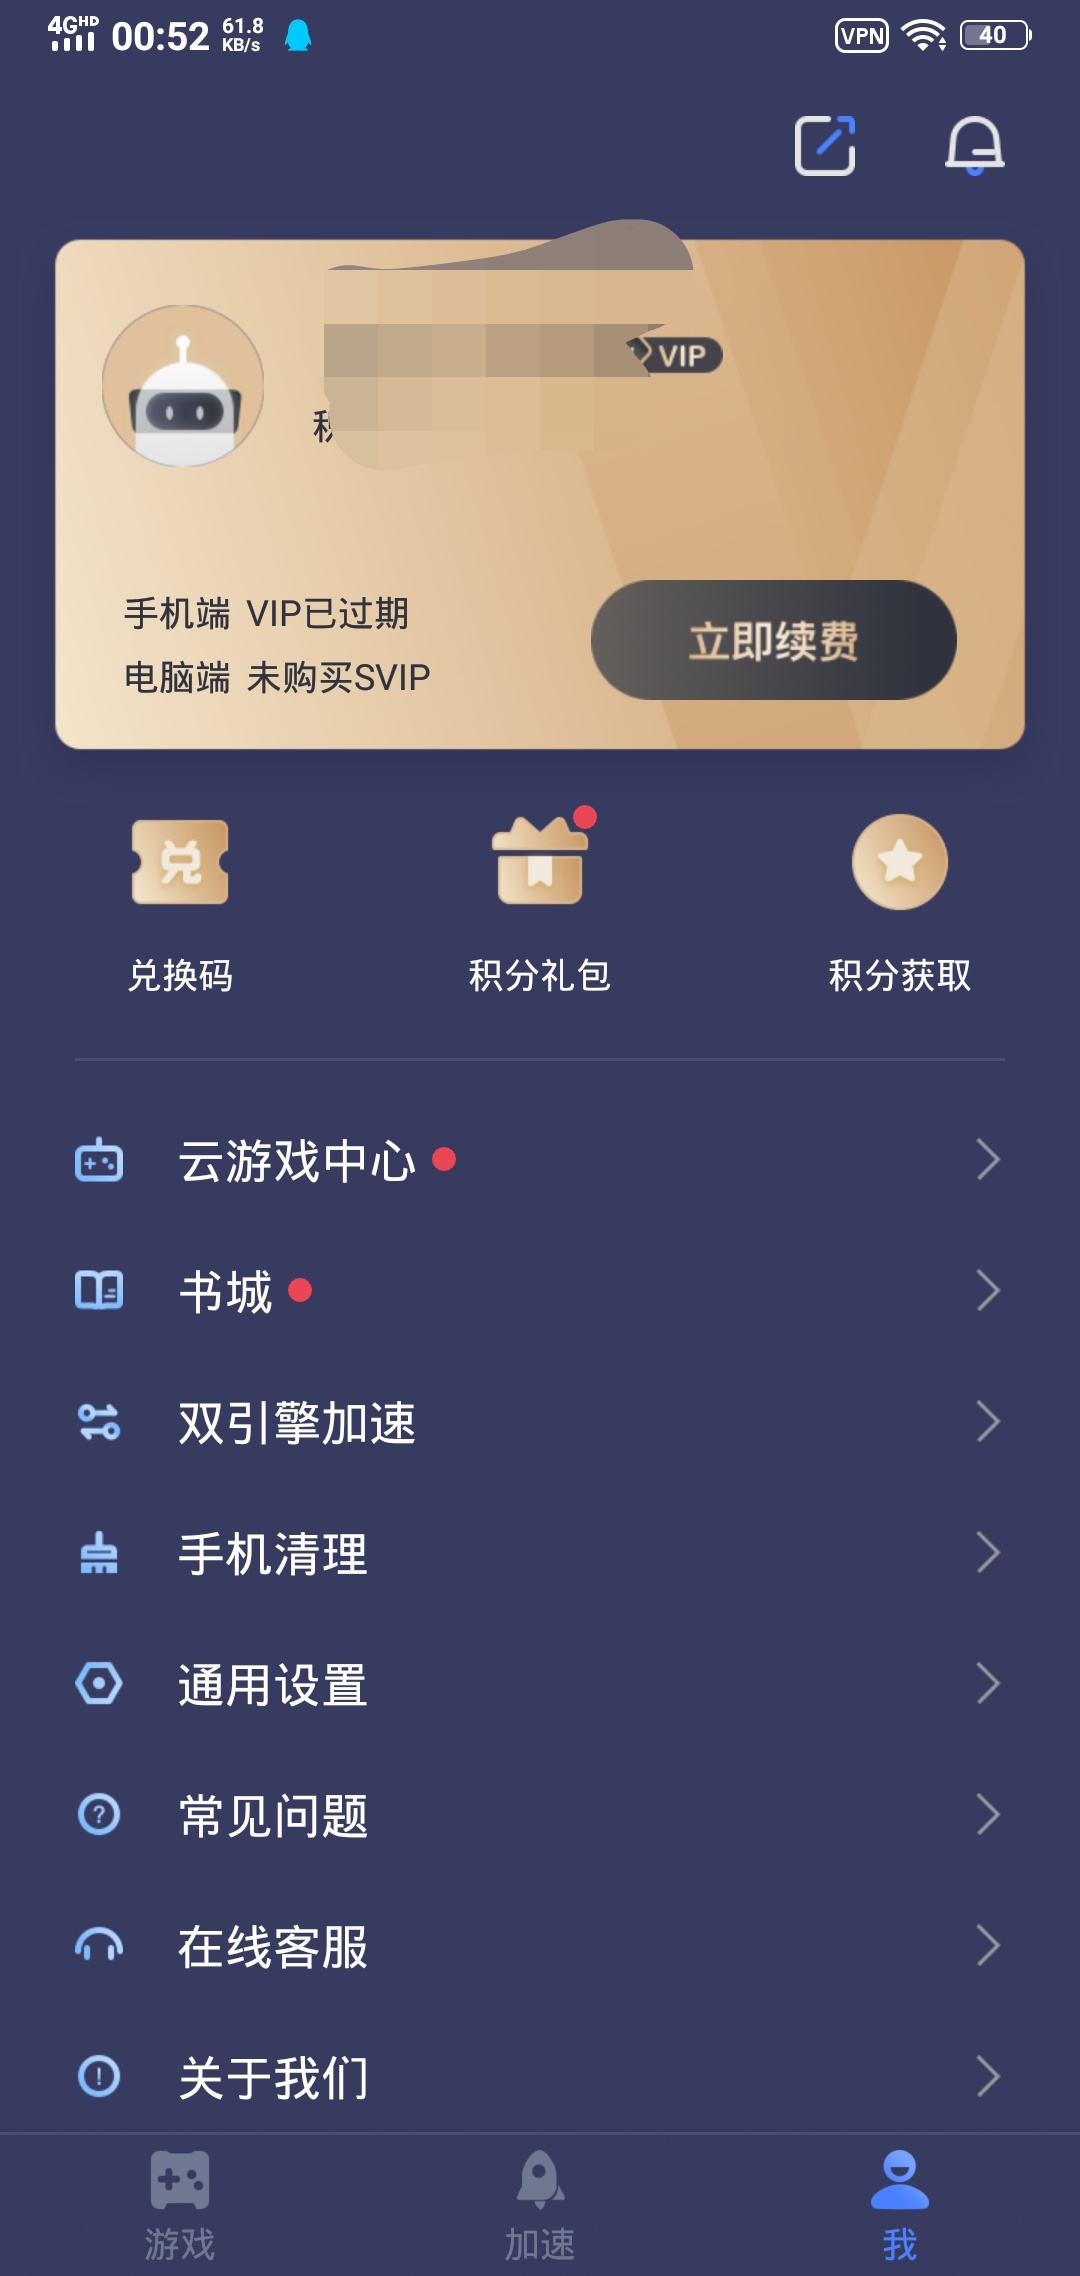 4GHD 00:52 61.8 KB/s VPN 40
VIP
手机端 VIP已过期
电脑端 未购买SVIP
立即续费
兑
兑换码 积分礼包 积分获取
云游戏中心
书城
双引擎加速
手机清理
通用设置
常见问题
在线客服
关于我们
游戏 加速 我